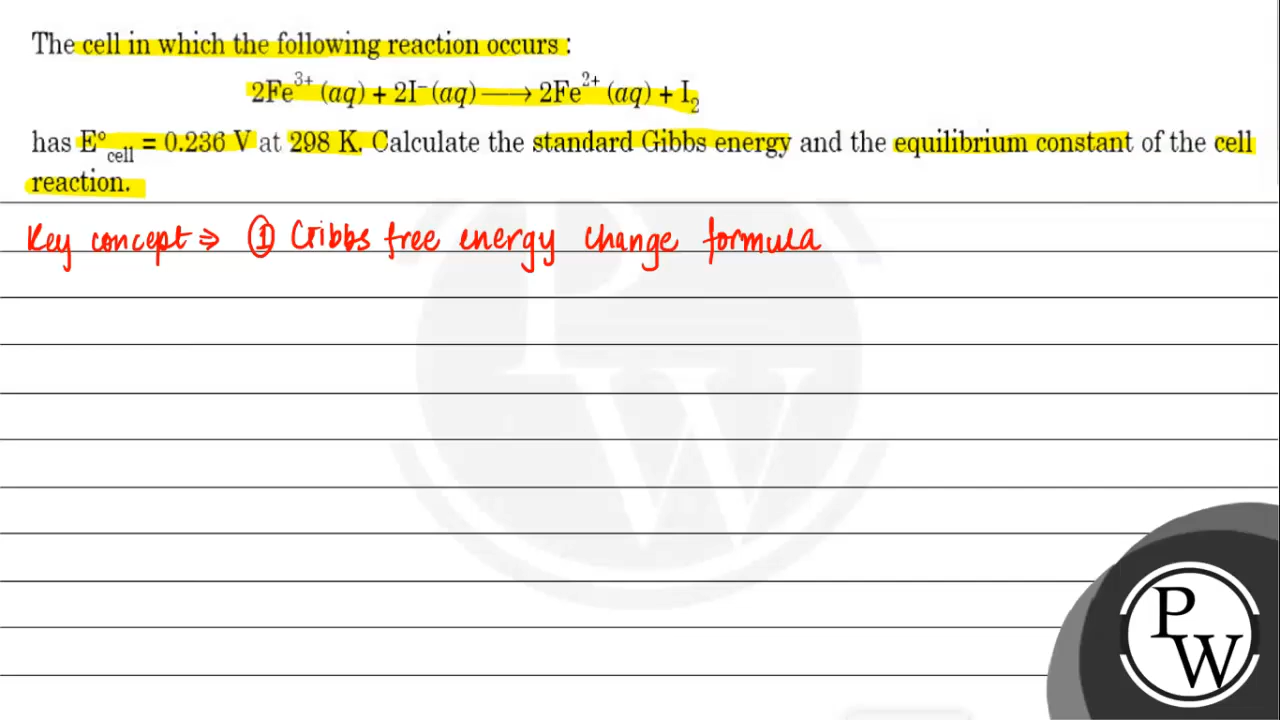 The cell in which the following reaction occurs :
2Fe³⁺ (aq) + 2I⁻ (aq) ⟶ 2Fe²⁺ (aq) + I₂
has E°cell = 0.236 V at 298 K. Calculate the standard Gibbs energy and the equilibrium constant of the cell
reaction.
Key concept ⇒ ① Gibbs free energy change formula
PW
PW